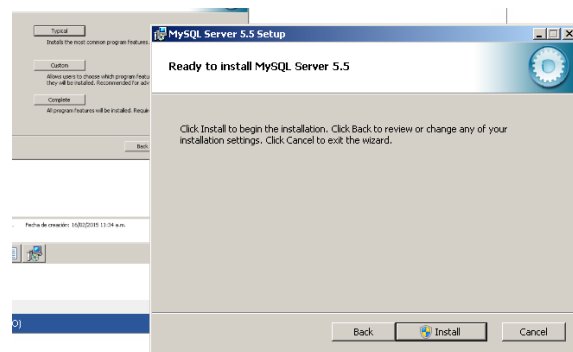 Typical
Installs the most common program features.
Custom
Allows users to choose which program featu
they will be installed. Recommended for adv
Complete
All program features will be installed. Require
Back
Fecha de creación: 16/02/2015 11:34 a.m.
O)
MySQL Server 5.5 Setup
Ready to install MySQL Server 5.5
Click Install to begin the installation. Click Back to review or change any of your
installation settings. Click Cancel to exit the wizard.
Back
Install
Cancel